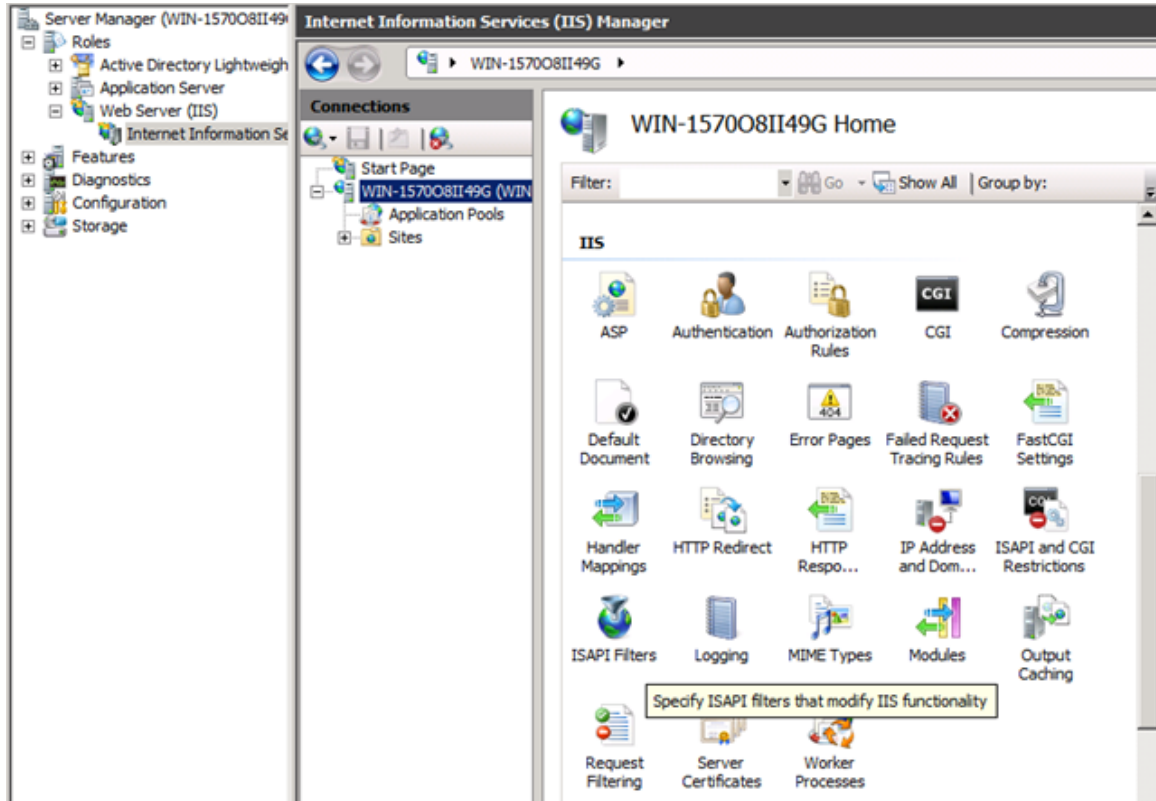 Server Manager (WIN-157OO8II49
Roles
Active Directory Lightweigh
Application Server
Web Server (IIS)
Internet Information Se
Features
Diagnostics
Configuration
Storage
Internet Information Services (IIS) Manager
WIN-157OO8II49G
Connections
Start Page
WIN-157OO8II49G (WIN
Application Pools
Sites
WIN-157OO8II49G Home
Filter:
Go
Show All
Group by:
IIS
ASP
Authentication
Authorization
Rules
CGI
CGI
Compression
Default
Document
Directory
Browsing
404
Error Pages
Failed Request
Tracing Rules
FastCGI
Settings
Handler
Mappings
HTTP Redirect
HTTP
Respo...
IP Address
and Dom...
ISAPI and CGI
Restrictions
ISAPI Filters
Logging
MIME Types
Modules
Output
Caching
Specify ISAPI filters that modify IIS functionality
Request
Filtering
Server
Certificates
Worker
Processes